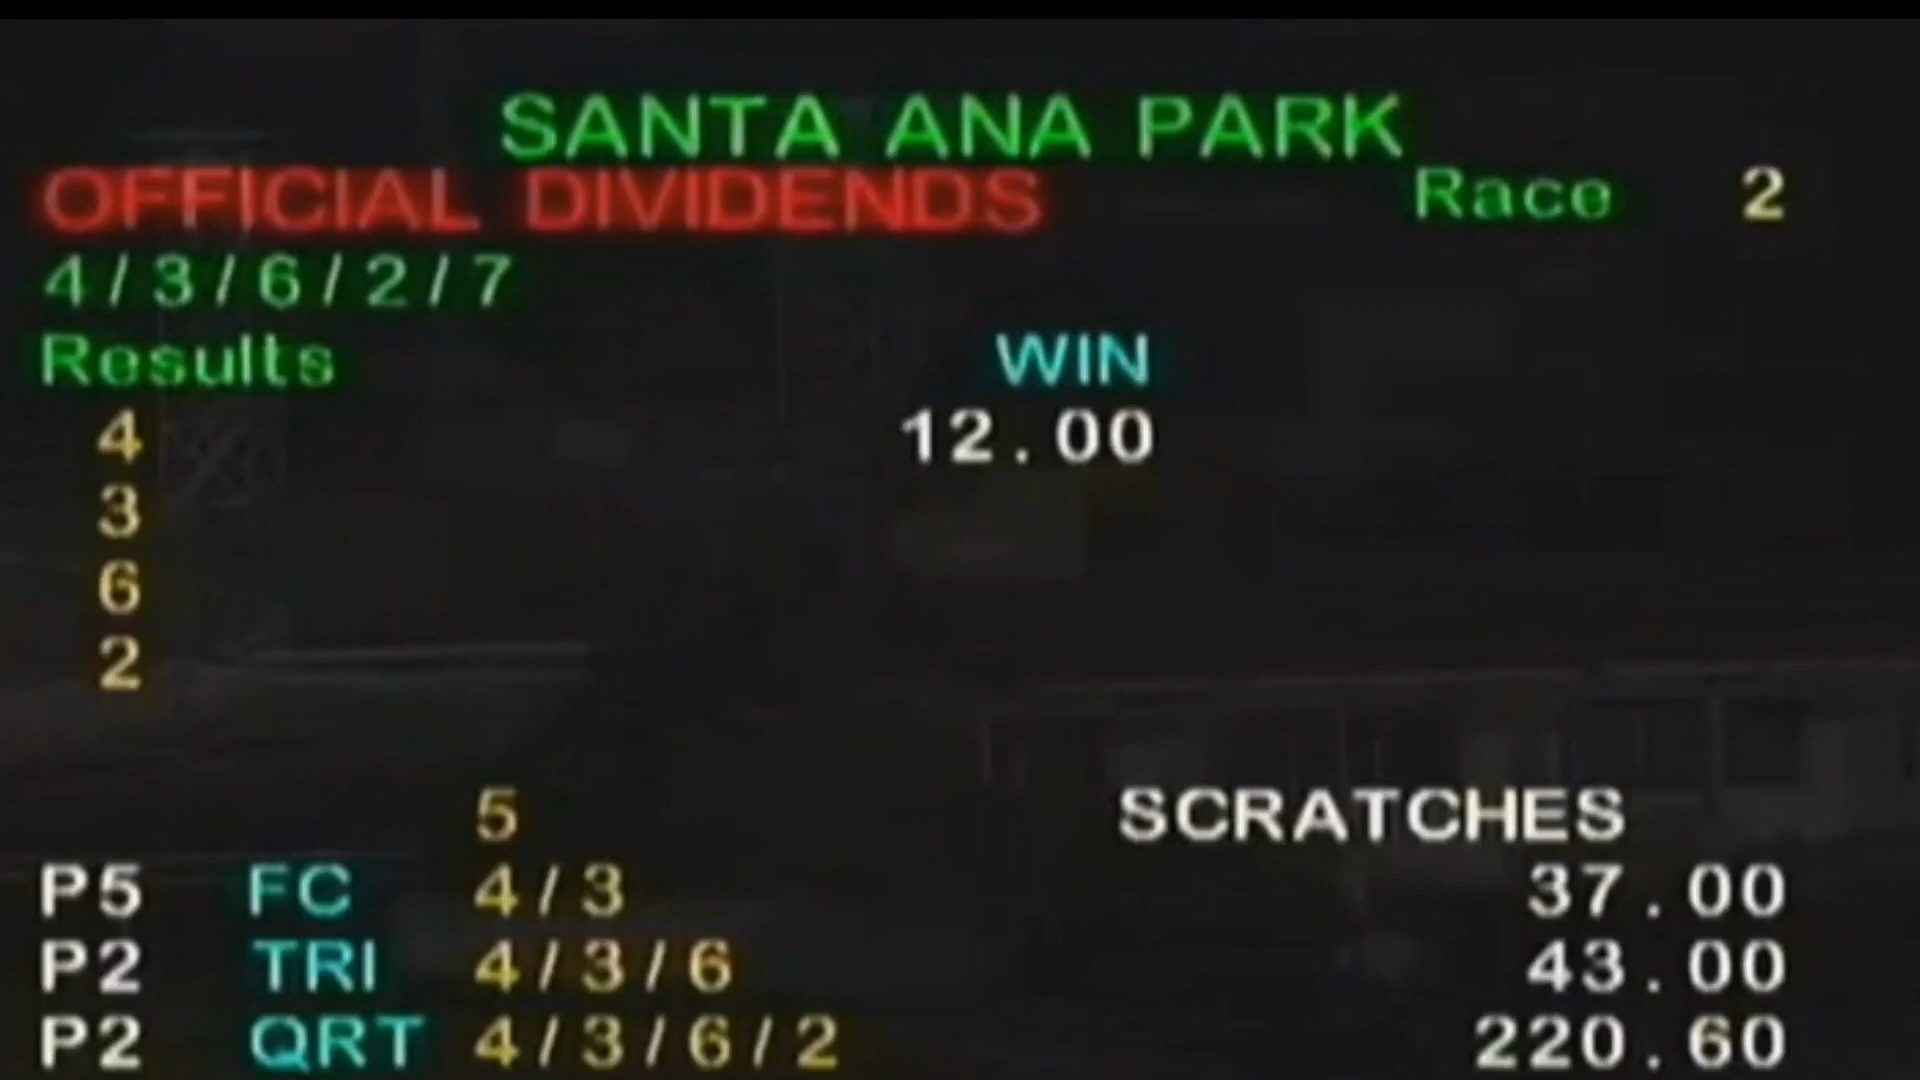 SANTA ANA PARK
OFFICIAL DIVIDENDS Race 2
4/3/6/2/7
Results WIN
4 12.00
3
6
2
5 SCRATCHES
P5 FC 4/3 37.00
P2 TRI 4/3/6 43.00
P2 QRT 4/3/6/2 220.60